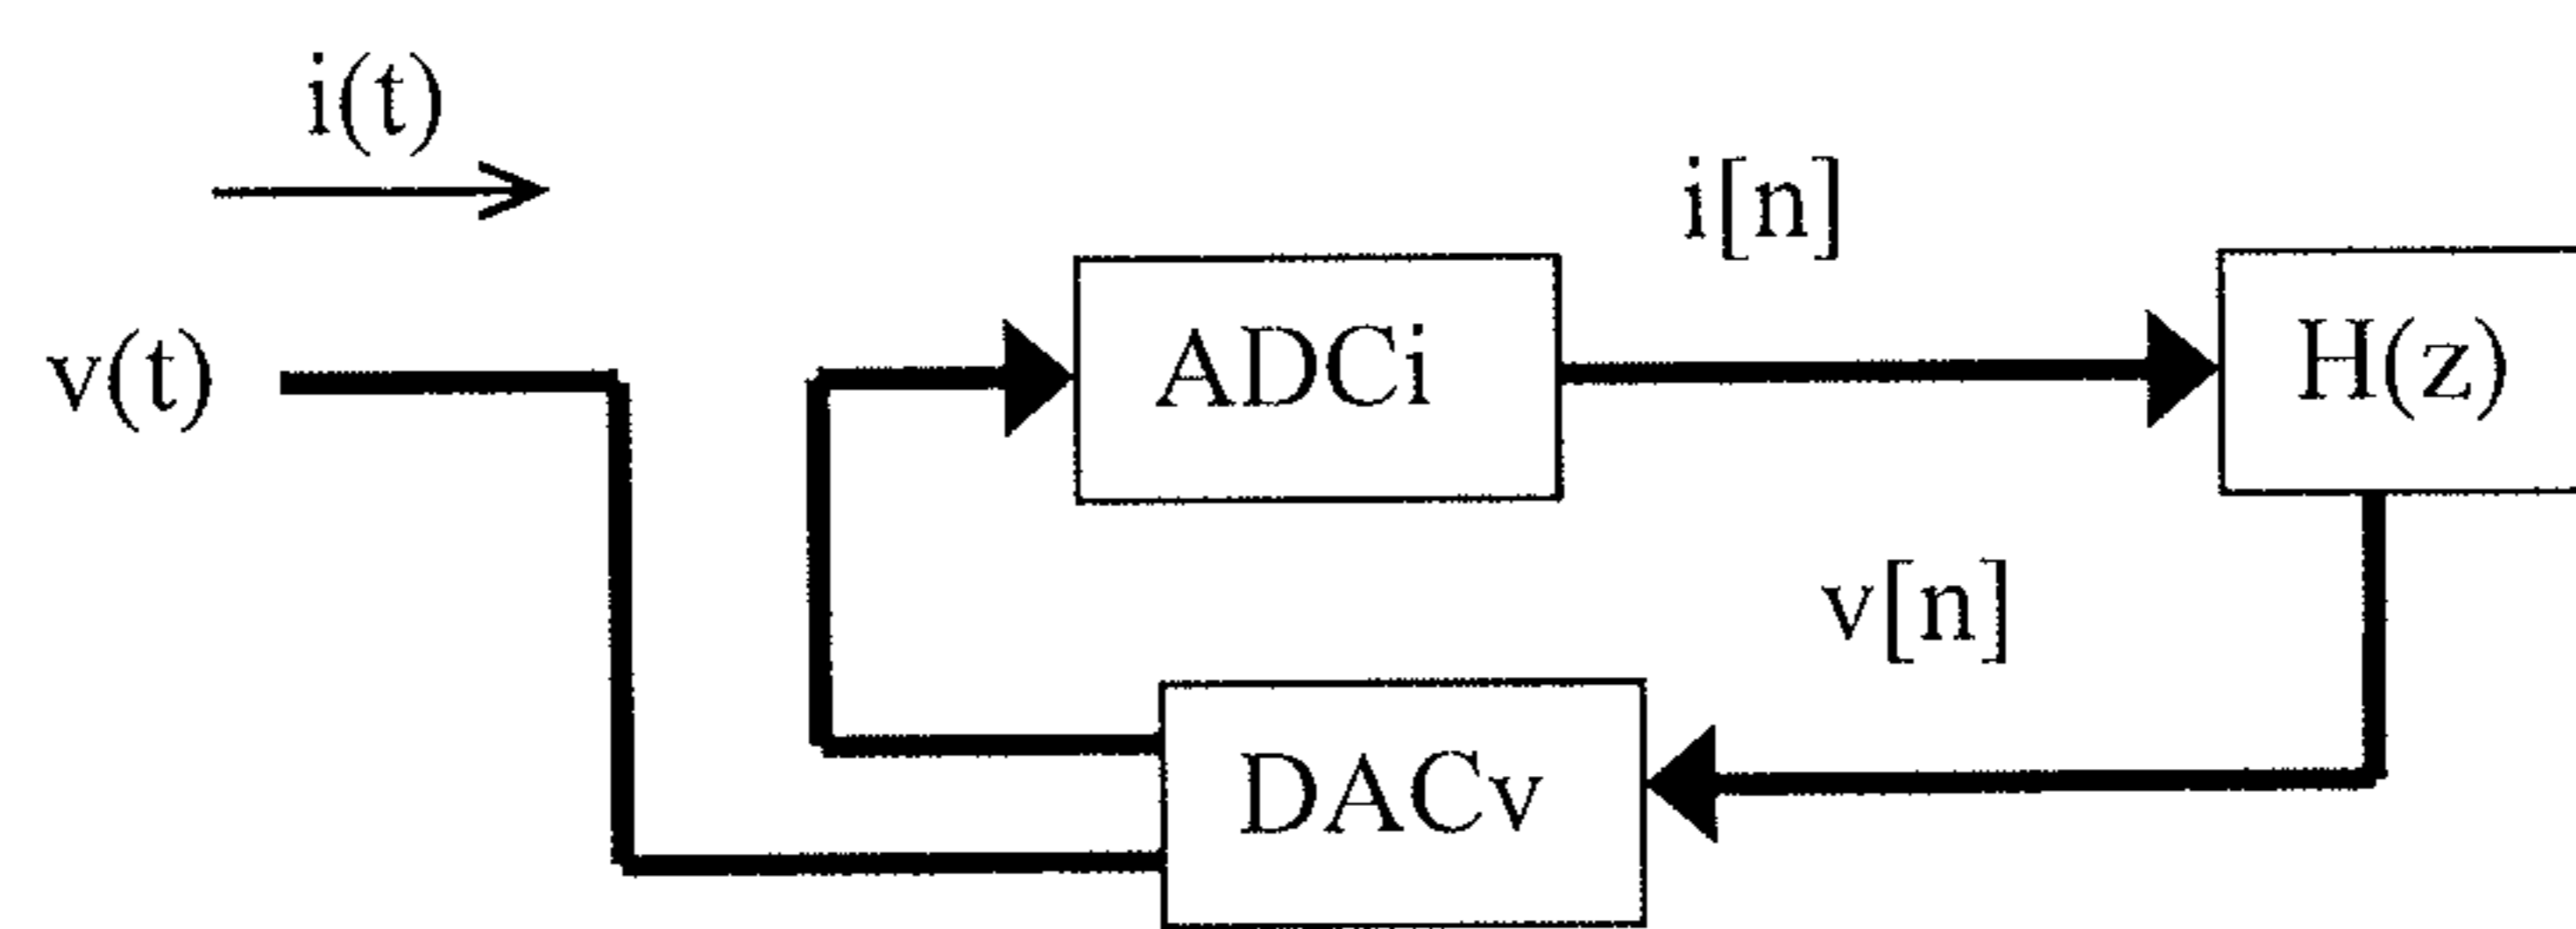 i(t)
i[n]
v(t)
ADCi
H(z)
v[n]
DACv